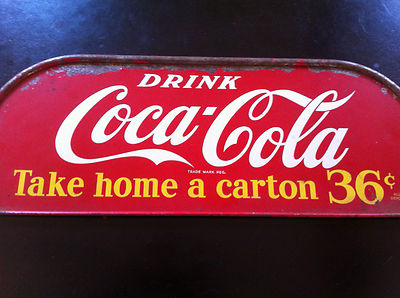 DRINK
Coca-Cola
TRADE MARK REG.
Take home a carton 36¢